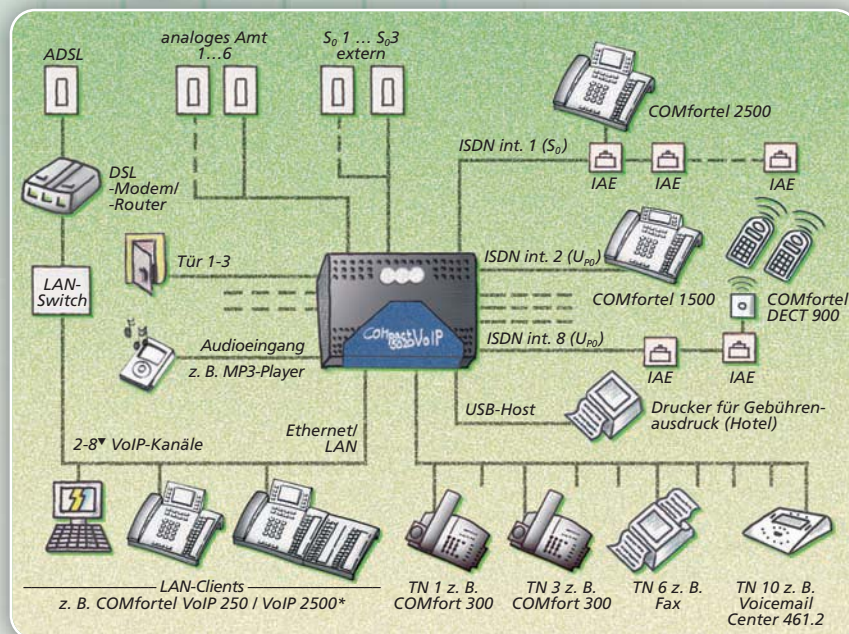 ADSL
analoges Amt
1...6
S0 1 ... S03
extern
COMfortel 2500
ISDN int. 1 (S0)
IAE
IAE
IAE
DSL
-Modem/
-Router
Tür 1-3
ISDN int. 2 (UP0)
COMfortel 1500
COMfortel
DECT 900
LAN-
Switch
COMpact
VoIP
Audioeingang
z. B. MP3-Player
ISDN int. 8 (UP0)
IAE
IAE
USB-Host
Drucker für Gebühren-
ausdruck (Hotel)
Ethernet/
LAN
2-8▼ VoIP-Kanäle
LAN-Clients
z. B. COMfortel VoIP 250 / VoIP 2500*
TN 1 z. B.
COMfort 300
TN 3 z. B.
COMfort 300
TN 6 z. B.
Fax
TN 10 z. B.
Voicemail
Center 461.2